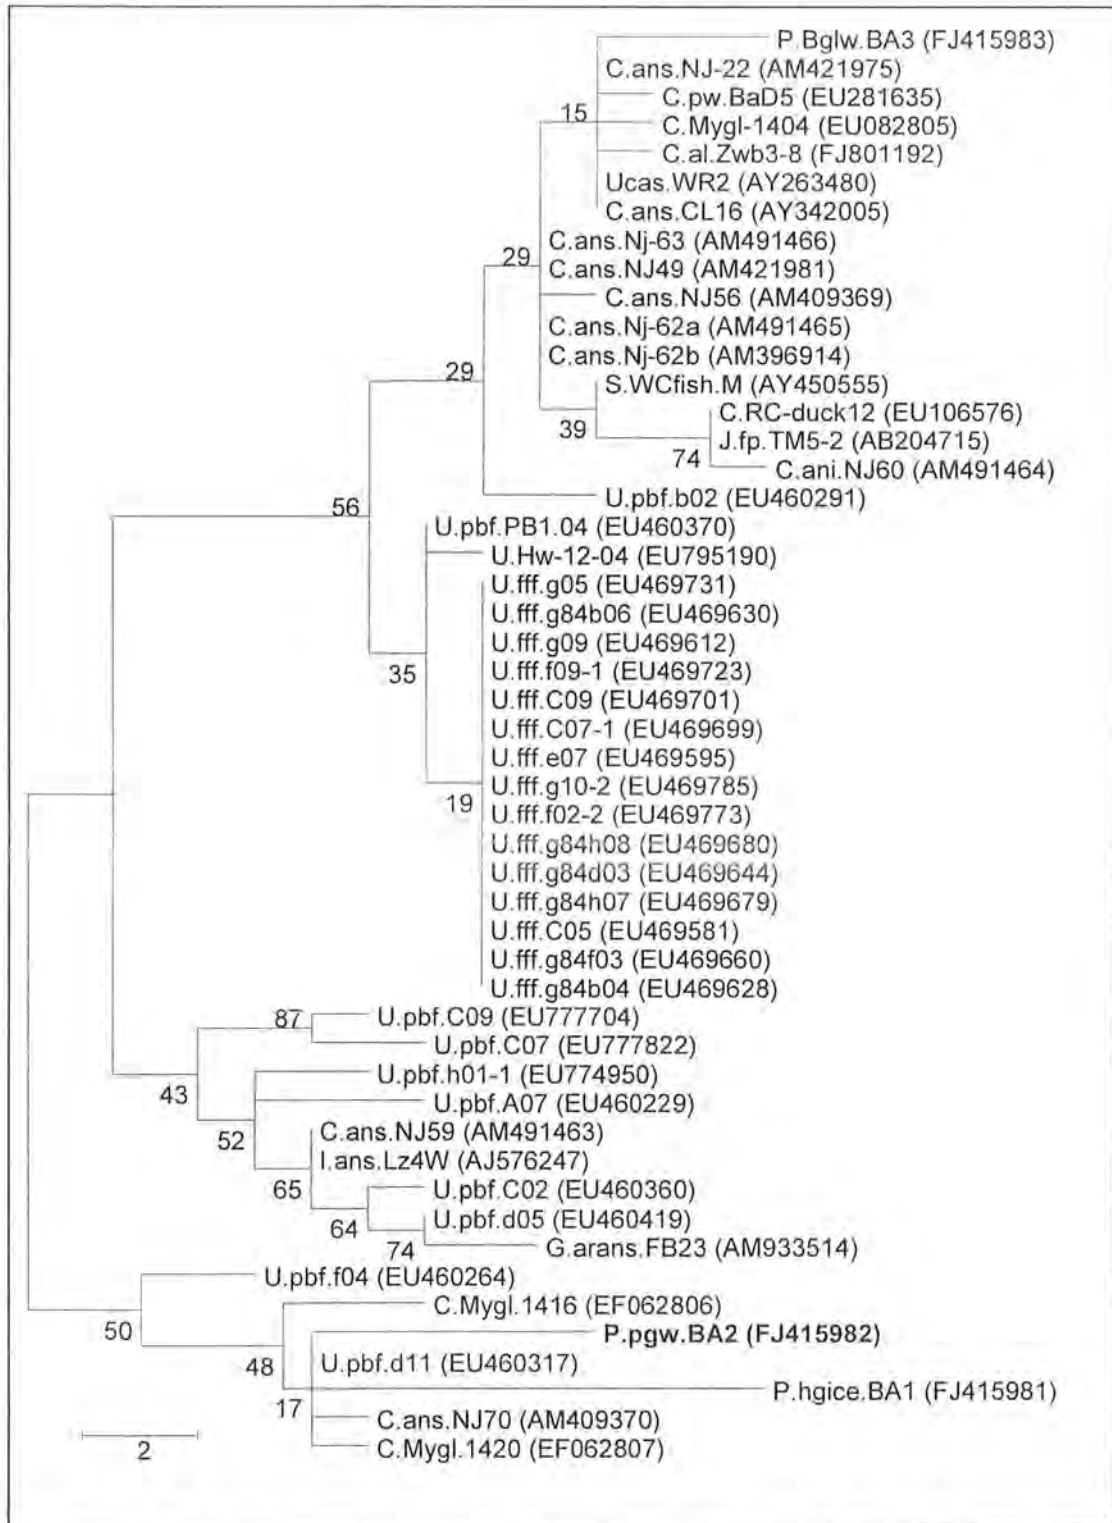 P.Bglw.BA3 (FJ415983)
C.ans.NJ-22 (AM421975)
C.pw.BaD5 (EU281635)
15
C.Mygl-1404 (EU082805)
C.al.Zwb3-8 (FJ801192)
Ucas.WR2 (AY263480)
C.ans.CL16 (AY342005)
C.ans.Nj-63 (AM491466)
29
C.ans.NJ49 (AM421981)
C.ans.NJ56 (AM409369)
C.ans.Nj-62a (AM491465)
C.ans.Nj-62b (AM396914)
29
S.WCfish.M (AY450555)
C.RC-duck12 (EU106576)
39
J.fp.TM5-2 (AB204715)
74
C.ani.NJ60 (AM491464)
U.pbf.b02 (EU460291)
56
U.pbf.PB1.04 (EU460370)
U.Hw-12-04 (EU795190)
U.fff.g05 (EU469731)
U.fff.g84b06 (EU469630)
U.fff.g09 (EU469612)
35
U.fff.f09-1 (EU469723)
U.fff.C09 (EU469701)
U.fff.C07-1 (EU469699)
U.fff.e07 (EU469595)
U.fff.g10-2 (EU469785)
19
U.fff.f02-2 (EU469773)
U.fff.g84h08 (EU469680)
U.fff.g84d03 (EU469644)
U.fff.g84h07 (EU469679)
U.fff.C05 (EU469581)
U.fff.g84f03 (EU469660)
U.fff.g84b04 (EU469628)
87
U.pbf.C09 (EU777704)
U.pbf.C07 (EU777822)
U.pbf.h01-1 (EU774950)
43
U.pbf.A07 (EU460229)
C.ans.NJ59 (AM491463)
52
I.ans.Lz4W (AJ576247)
65
U.pbf.C02 (EU460360)
64
U.pbf.d05 (EU460419)
74
G.arans.FB23 (AM933514)
U.pbf.f04 (EU460264)
C.Mygl.1416 (EF062806)
50
P.pgw.BA2 (FJ415982)
48
U.pbf.d11 (EU460317)
P.hgice.BA1 (FJ415981)
17
C.ans.NJ70 (AM409370)
C.Mygl.1420 (EF062807)
2